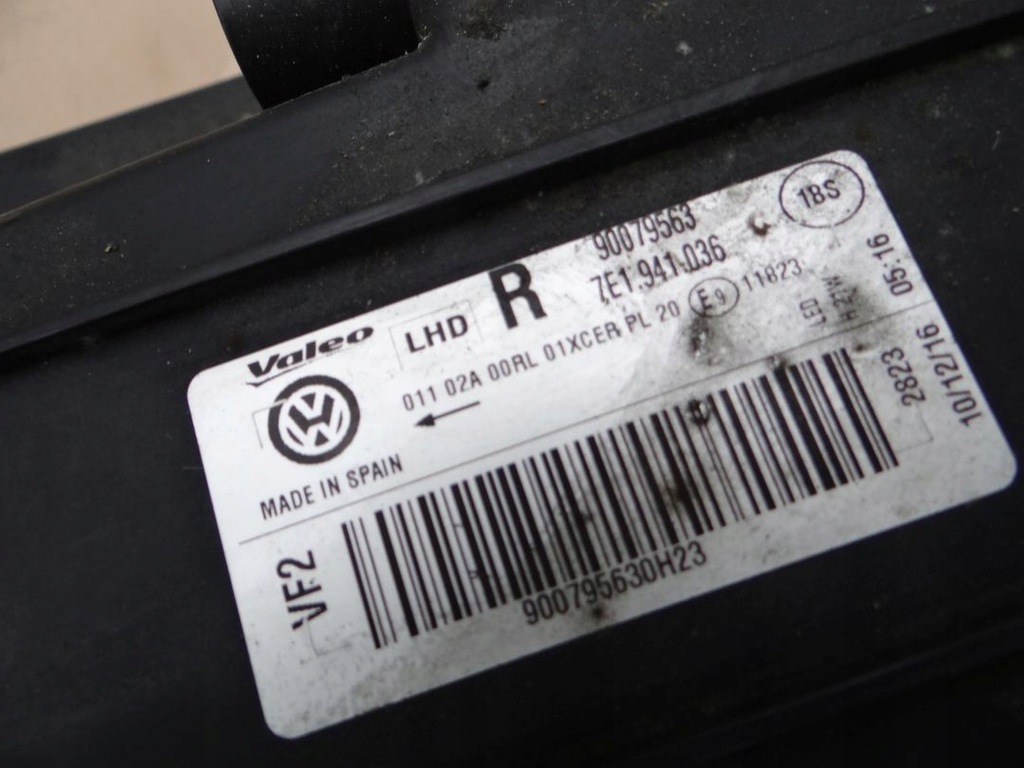 Valeo
LHD
R
90079563
7E1.941.036
1BS
011 02A 00RL 01XCER PL 20 E9 11823
LED
05.16
MADE IN SPAIN
2823
10/12/16
VF2
900795630H23